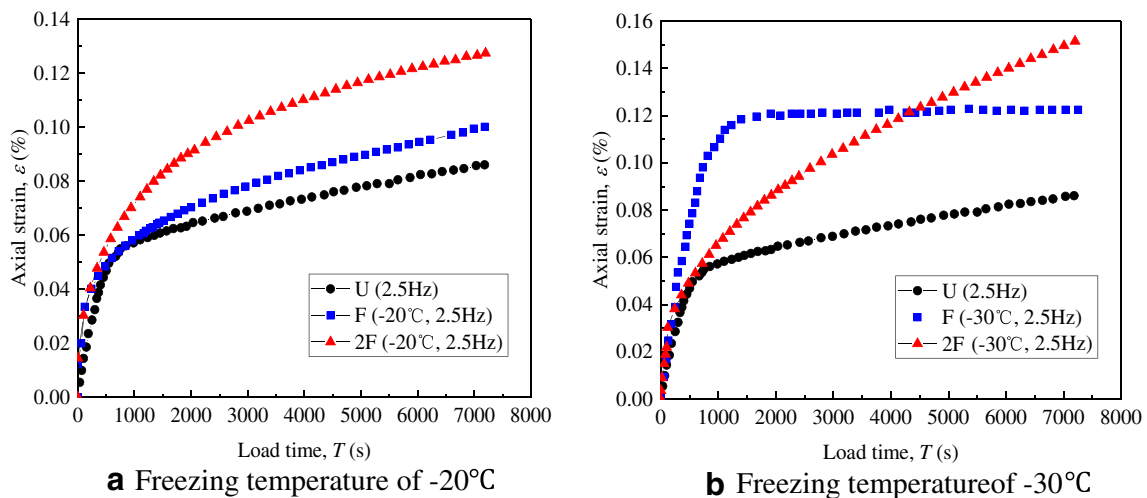 0.14
0.12
0.10
0.08
0.06
0.04
0.02
0.00
Axial strain, ε (%)
U (2.5Hz)
F (-20℃, 2.5Hz)
2F (-20℃, 2.5Hz)
0 1000 2000 3000 4000 5000 6000 7000 8000
Load time, T (s)
a Freezing temperature of -20℃
0.16
0.14
0.12
0.10
0.08
0.06
0.04
0.02
0.00
Axial strain, ε (%)
U (2.5Hz)
F (-30℃, 2.5Hz)
2F (-30℃, 2.5Hz)
0 1000 2000 3000 4000 5000 6000 7000 8000
Load time, T (s)
b Freezing temperatureof -30℃